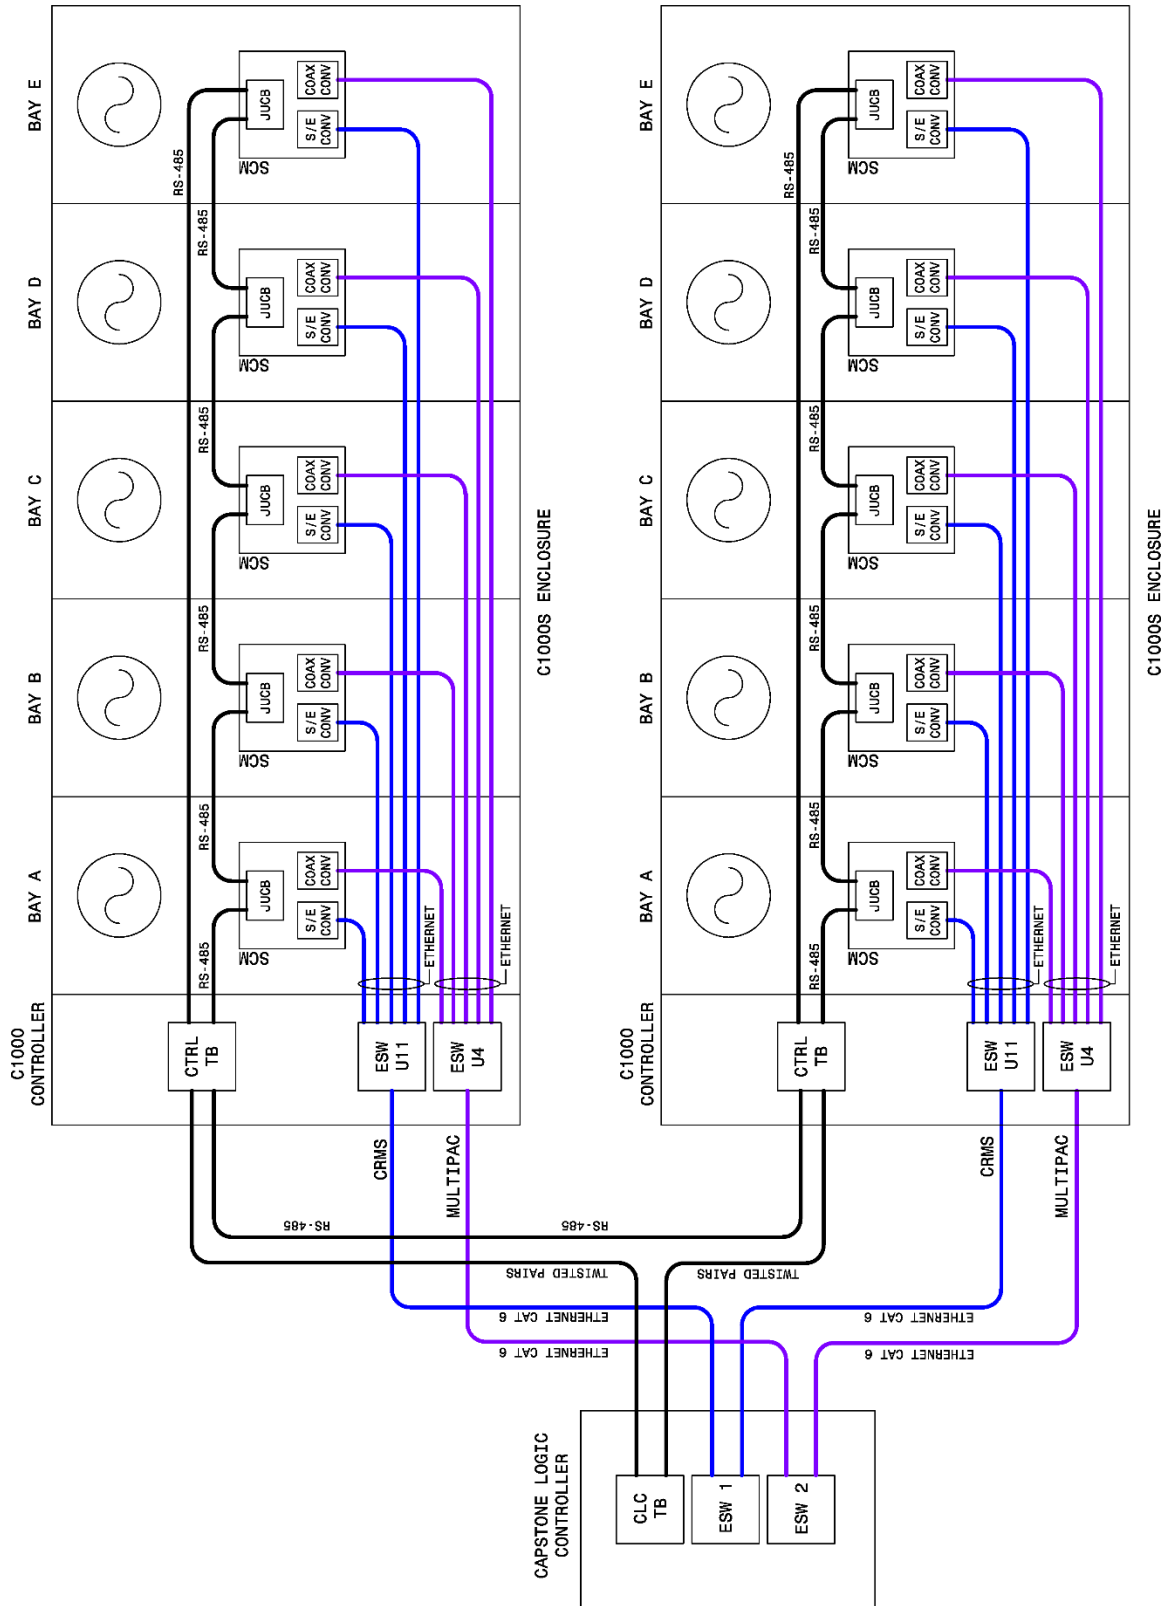 BAY E
JUCB
COAX
CONV
S/E
CONV
SCM
RS-485
RS-485
BAY D
JUCB
COAX
CONV
S/E
CONV
SCM
RS-485
BAY C
JUCB
COAX
CONV
S/E
CONV
SCM
RS-485
BAY B
JUCB
COAX
CONV
S/E
CONV
SCM
RS-485
BAY A
JUCB
COAX
CONV
S/E
CONV
SCM
RS-485
ETHERNET
ETHERNET
C1000
CONTROLLER
CTRL
TB
ESW
U11
ESW
U4
C1000S ENCLOSURE
BAY E
JUCB
COAX
CONV
S/E
CONV
SCM
RS-485
RS-485
BAY D
JUCB
COAX
CONV
S/E
CONV
SCM
RS-485
BAY C
JUCB
COAX
CONV
S/E
CONV
SCM
RS-485
BAY B
JUCB
COAX
CONV
S/E
CONV
SCM
RS-485
BAY A
JUCB
COAX
CONV
S/E
CONV
SCM
RS-485
ETHERNET
ETHERNET
C1000
CONTROLLER
CTRL
TB
ESW
U11
ESW
U4
C1000S ENCLOSURE
CRMS
MULTIPAC
CRMS
MULTIPAC
RS-485
RS-485
TWISTED PAIRS
TWISTED PAIRS
ETHERNET CAT 6
ETHERNET CAT 6
ETHERNET CAT 6
ETHERNET CAT 6
CAPSTONE LOGIC
CONTROLLER
CLC
TB
ESW 1
ESW 2